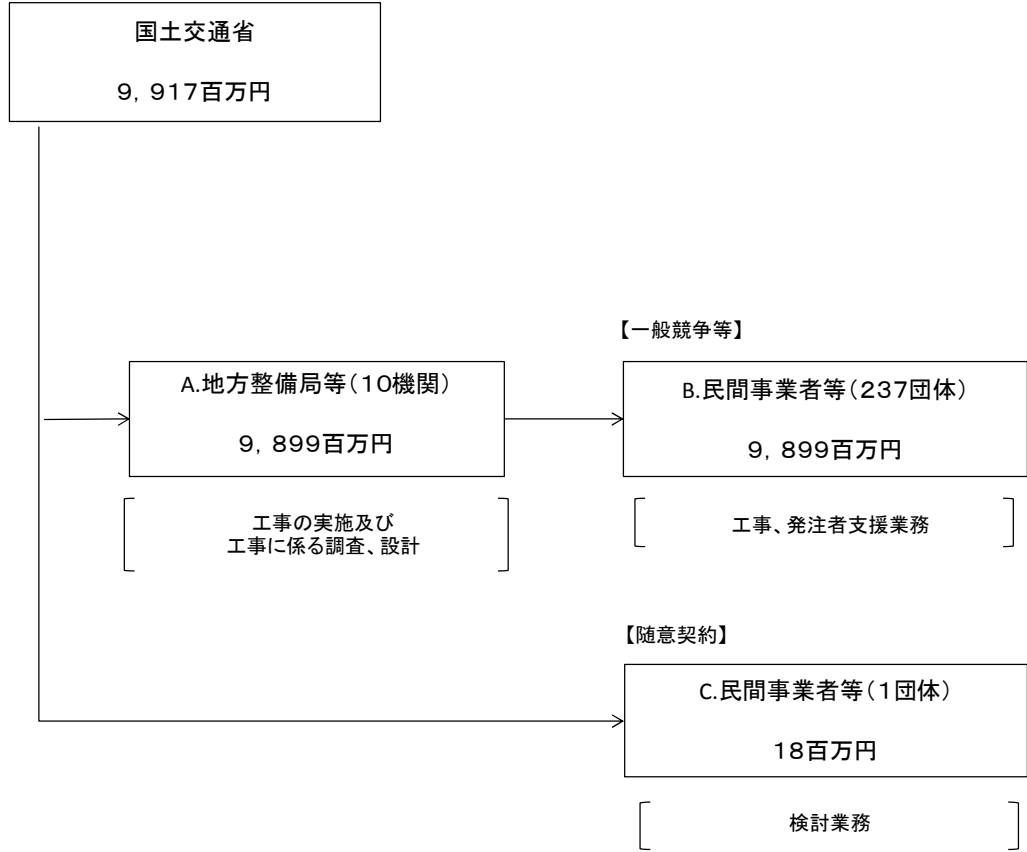 国土交通省
９，９１７百万円
【一般競争等】
A.地方整備局等（１０機関）
９，８９９百万円
B.民間事業者等（２３７団体）
９，８９９百万円
工事の実施及び
工事に係る調査、設計
工事、発注者支援業務
【随意契約】
C.民間事業者等（１団体）
１８百万円
検討業務